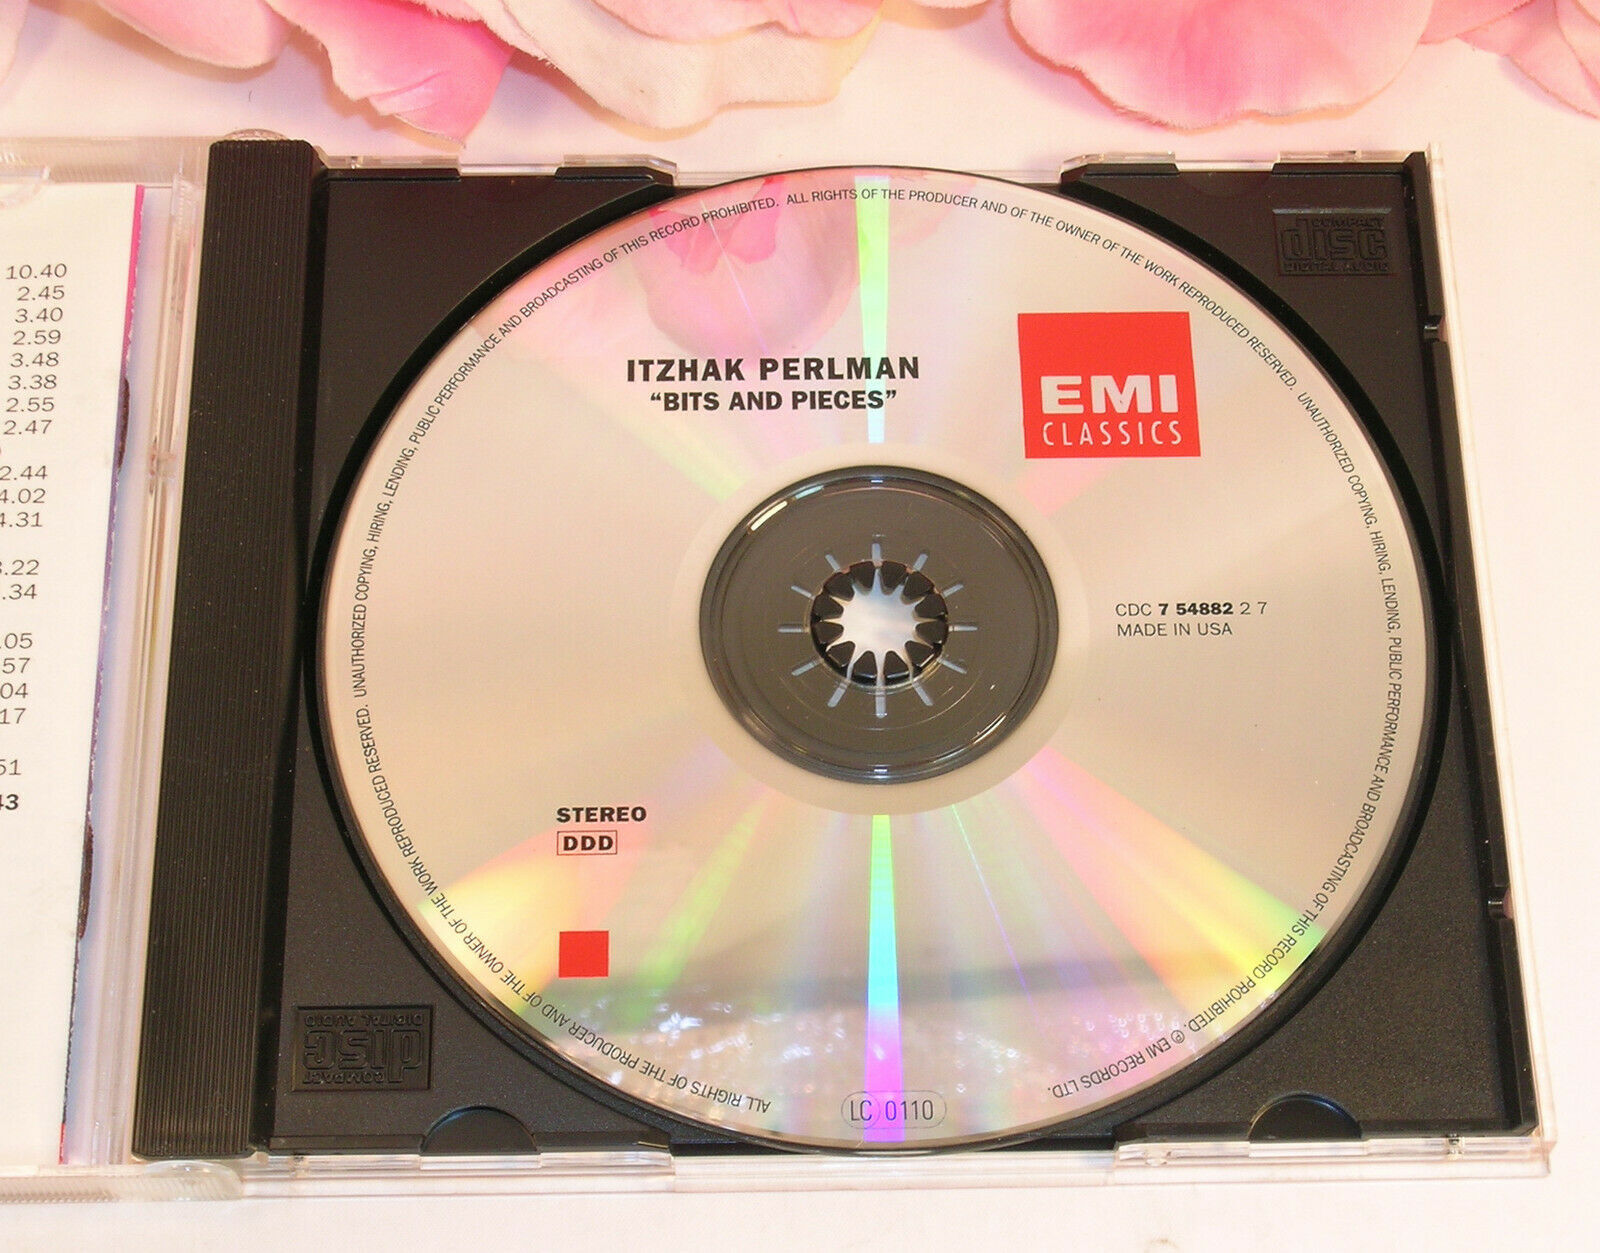 10.40
2.45
3.40
2.59
3.48
3.38
2.55
2.47
2.44
4.02
4.31
3.22
.34
.05
57
04
17
51
43
UNAUTHORIZED COPYING, HIRING, LENDING, PUBLIC PERFORMANCE AND BROADCASTING OF THIS RECORD PROHIBITED. ALL RIGHTS OF THE PRODUCER AND OF THE OWNER OF THE WORK REPRODUCED RESERVED. UNAUTHORIZED COPYING, HIRING, LENDING, PUBLIC PERFORMANCE AND BROADCASTING OF THIS RECORD PROHIBITED. ℗ EMI RECORDS LTD.
ALL RIGHTS OF THE PRODUCER AND OF THE OWNER OF THE WORK REPRODUCED RESERVED.
ITZHAK PERLMAN
“BITS AND PIECES”
EMI
CLASSICS
CDC 7 54882 2 7
MADE IN USA
STEREO
DDD
LC 0110
COMPACT
disc
DIGITAL AUDIO
COMPACT
disc
DIGITAL AUDIO